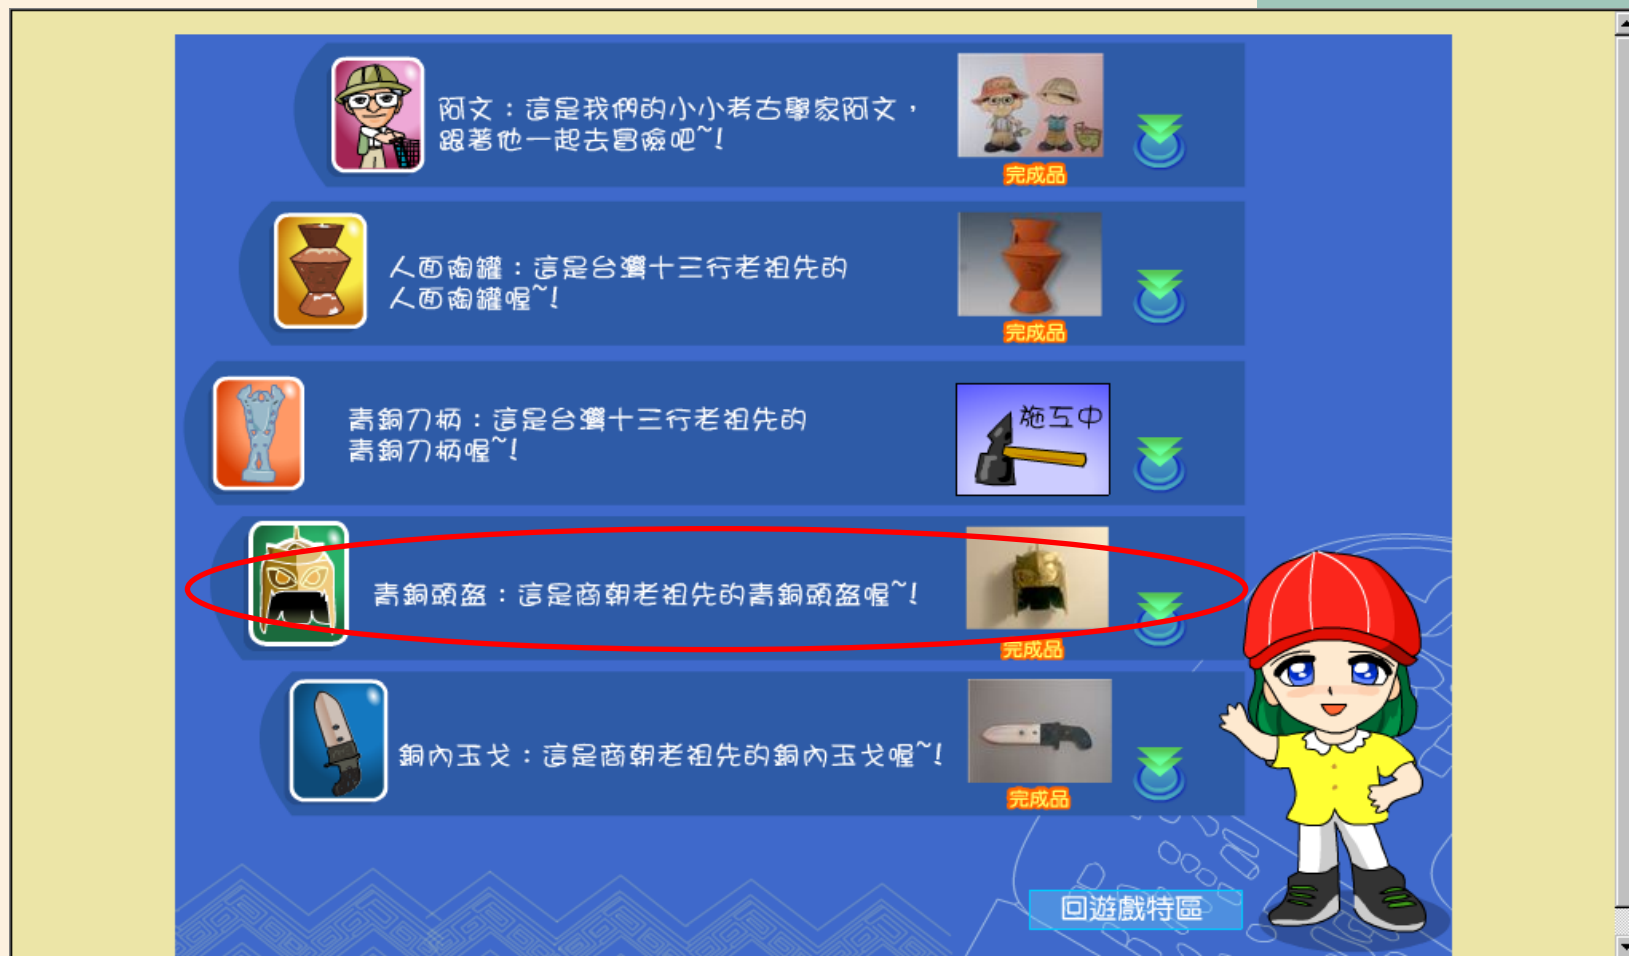 阿文：這是我們的小小考古學家阿文，
跟著他一起去冒險吧~！
完成品
人面陶罐：這是台灣十三行老祖先的
人面陶罐喔~！
完成品
青銅刀柄：這是台灣十三行老祖先的
青銅刀柄喔~！
施工中
青銅頭盔：這是商朝老祖先的青銅頭盔喔~！
完成品
銅內玉戈：這是商朝老祖先的銅內玉戈喔~！
完成品
回遊戲特區